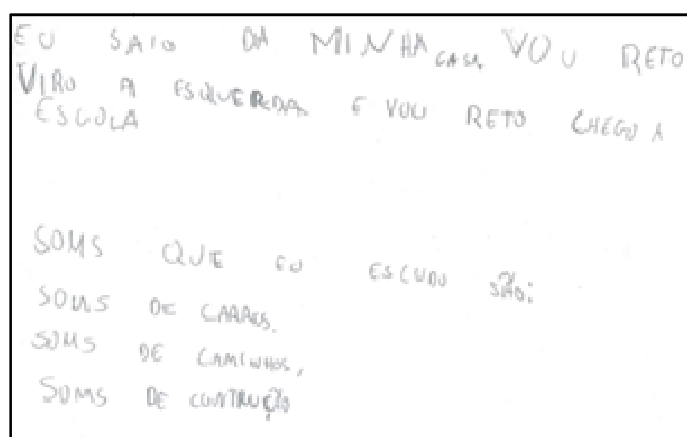 EU SAIO DA MINHA CASA, VOU RETO
VIRO A ESQUERDA E VOU RETO CHEGO A
ESCOLA
SOMS QUE EU ESCUDO SÃO:
SOMS DE CARROS,
SOMS DE CAMINHOS,
SOMS DE CONTRUÇÃO